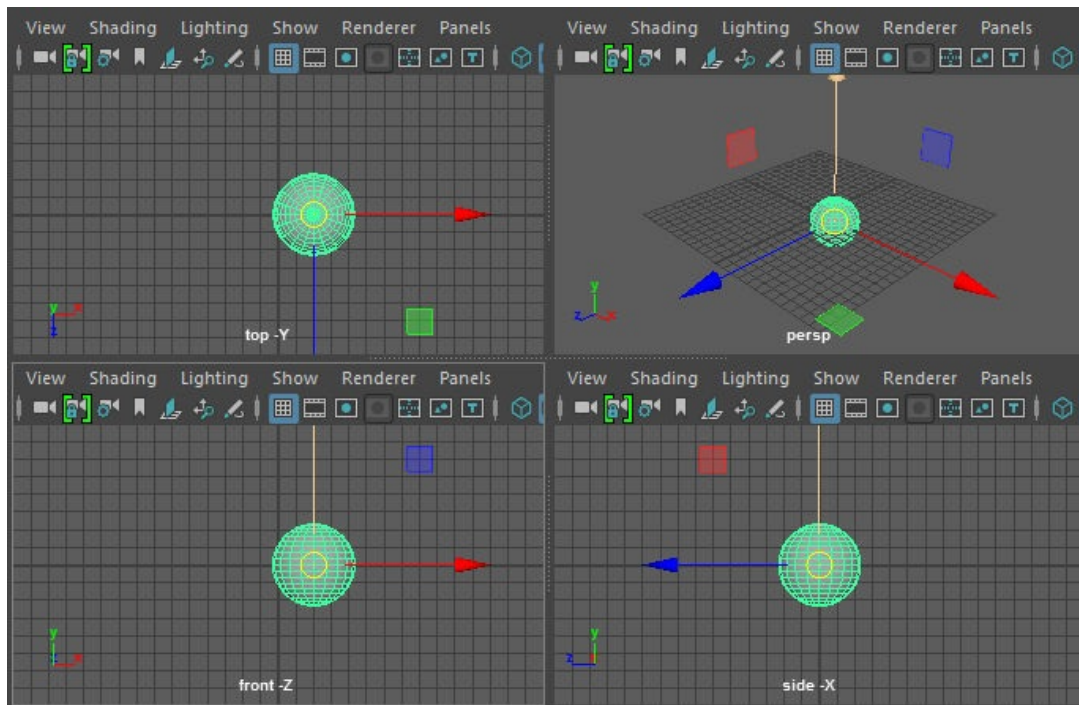 View Shading Lighting Show Renderer Panels
T
y x
z
top -Y
View Shading Lighting Show Renderer Panels
T
y
z x
persp
View Shading Lighting Show Renderer Panels
T
y
z x
front -Z
View Shading Lighting Show Renderer Panels
T
y
z x
side -X